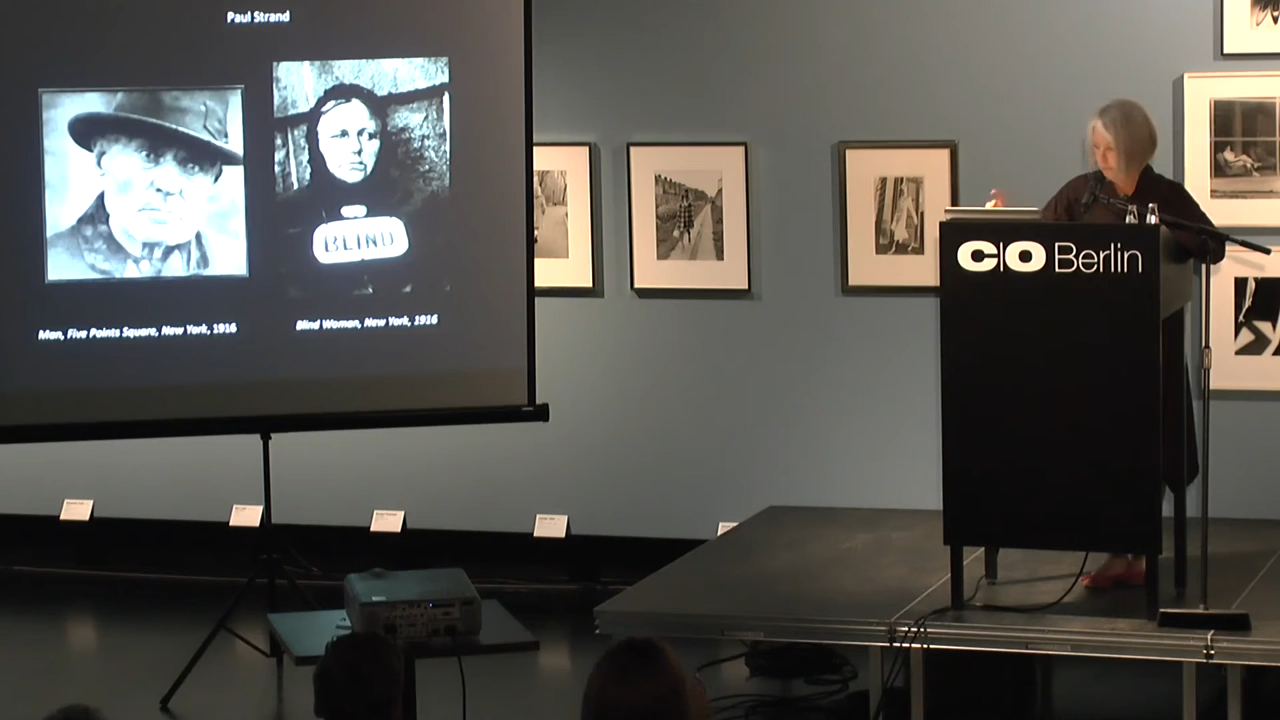 Paul Strand
BLIND
Man, Five Points Square, New York, 1916
Blind Woman, New York, 1916
C|O Berlin